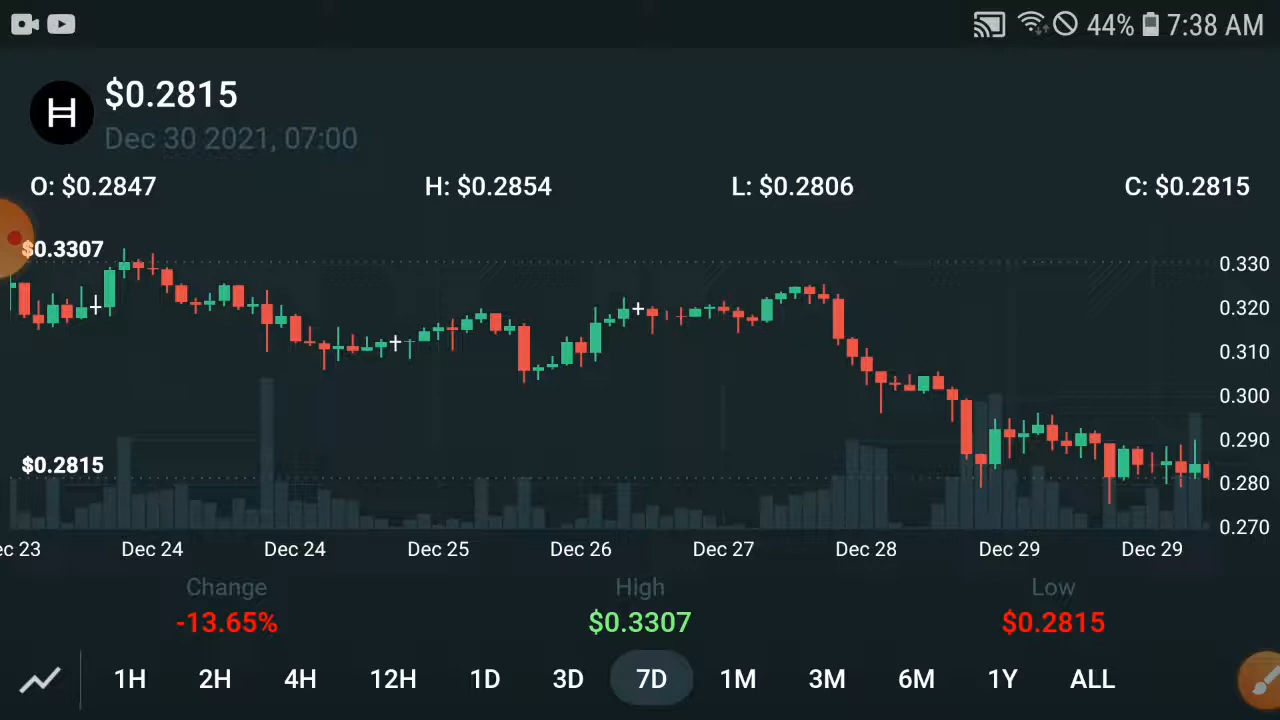 44% 7:38 AM
$0.2815
Dec 30 2021, 07:00
O: $0.2847 H: $0.2854 L: $0.2806 C: $0.2815
$0.3307
0.330
0.320
0.310
0.300
0.290
$0.2815
0.280
0.270
ec 23 Dec 24 Dec 24 Dec 25 Dec 26 Dec 27 Dec 28 Dec 29 Dec 29
Change High Low
-13.65% $0.3307 $0.2815
1H 2H 4H 12H 1D 3D 7D 1M 3M 6M 1Y ALL